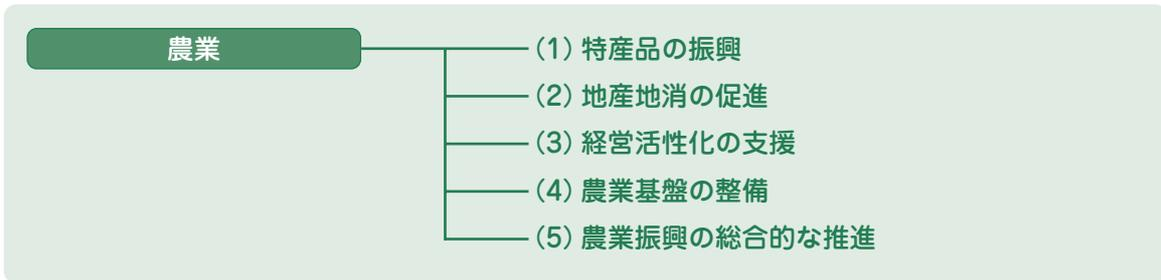 農業
(1) 特産品の振興
(2) 地産地消の促進
(3) 経営活性化の支援
(4) 農業基盤の整備
(5) 農業振興の総合的な推進